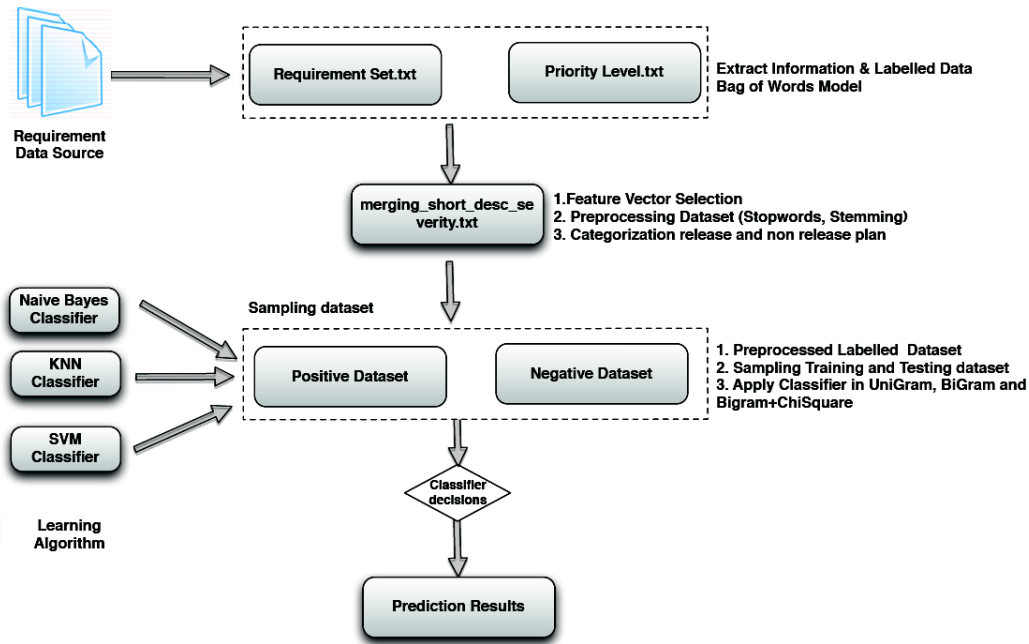 Requirement Set.txt
Priority Level.txt
Extract Information & Labelled Data
Bag of Words Model
Requirement
Data Source
merging_short_desc_se
verity.txt
1.Feature Vector Selection
2. Preprocessing Dataset (Stopwords, Stemming)
3. Categorization release and non release plan
Naive Bayes
Classifier
KNN
Classifier
SVM
Classifier
Learning
Algorithm
Sampling dataset
Positive Dataset
Negative Dataset
1. Preprocessed Labelled Dataset
2. Sampling Training and Testing dataset
3. Apply Classifier in UniGram, BiGram and
Bigram+ChiSquare
Classifier
decisions
Prediction Results